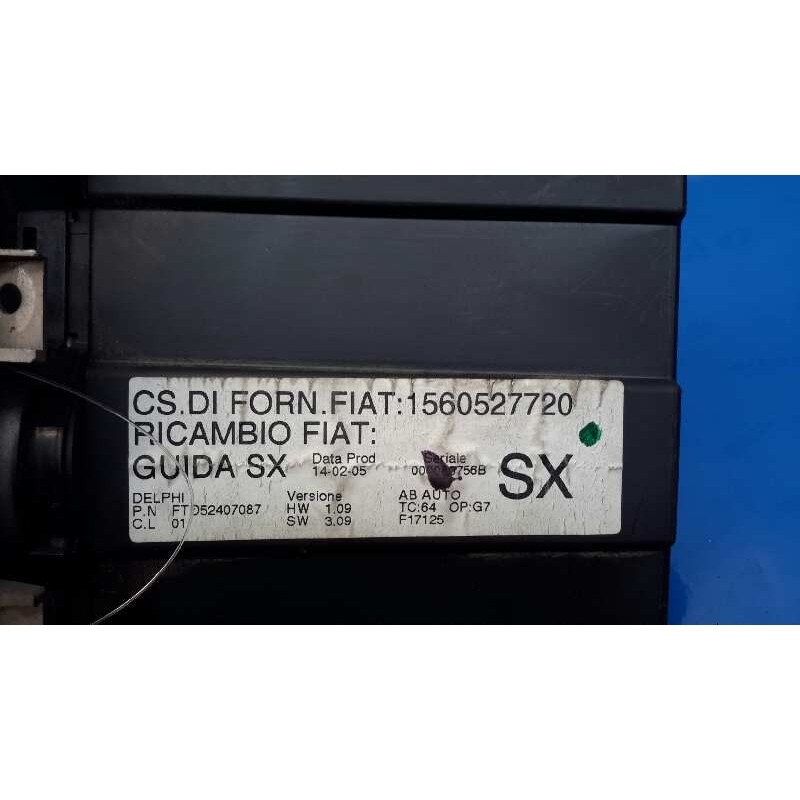 CS.DI FORN.FIAT:1560527720
RICAMBIO FIAT:
GUIDA SX Data Prod 14-02-05 Seriale SX
DELPHI Versione AB AUTO
P.N HW 1.09 TC:64 OP:G7
C.L 01 SW 3.09 F17125